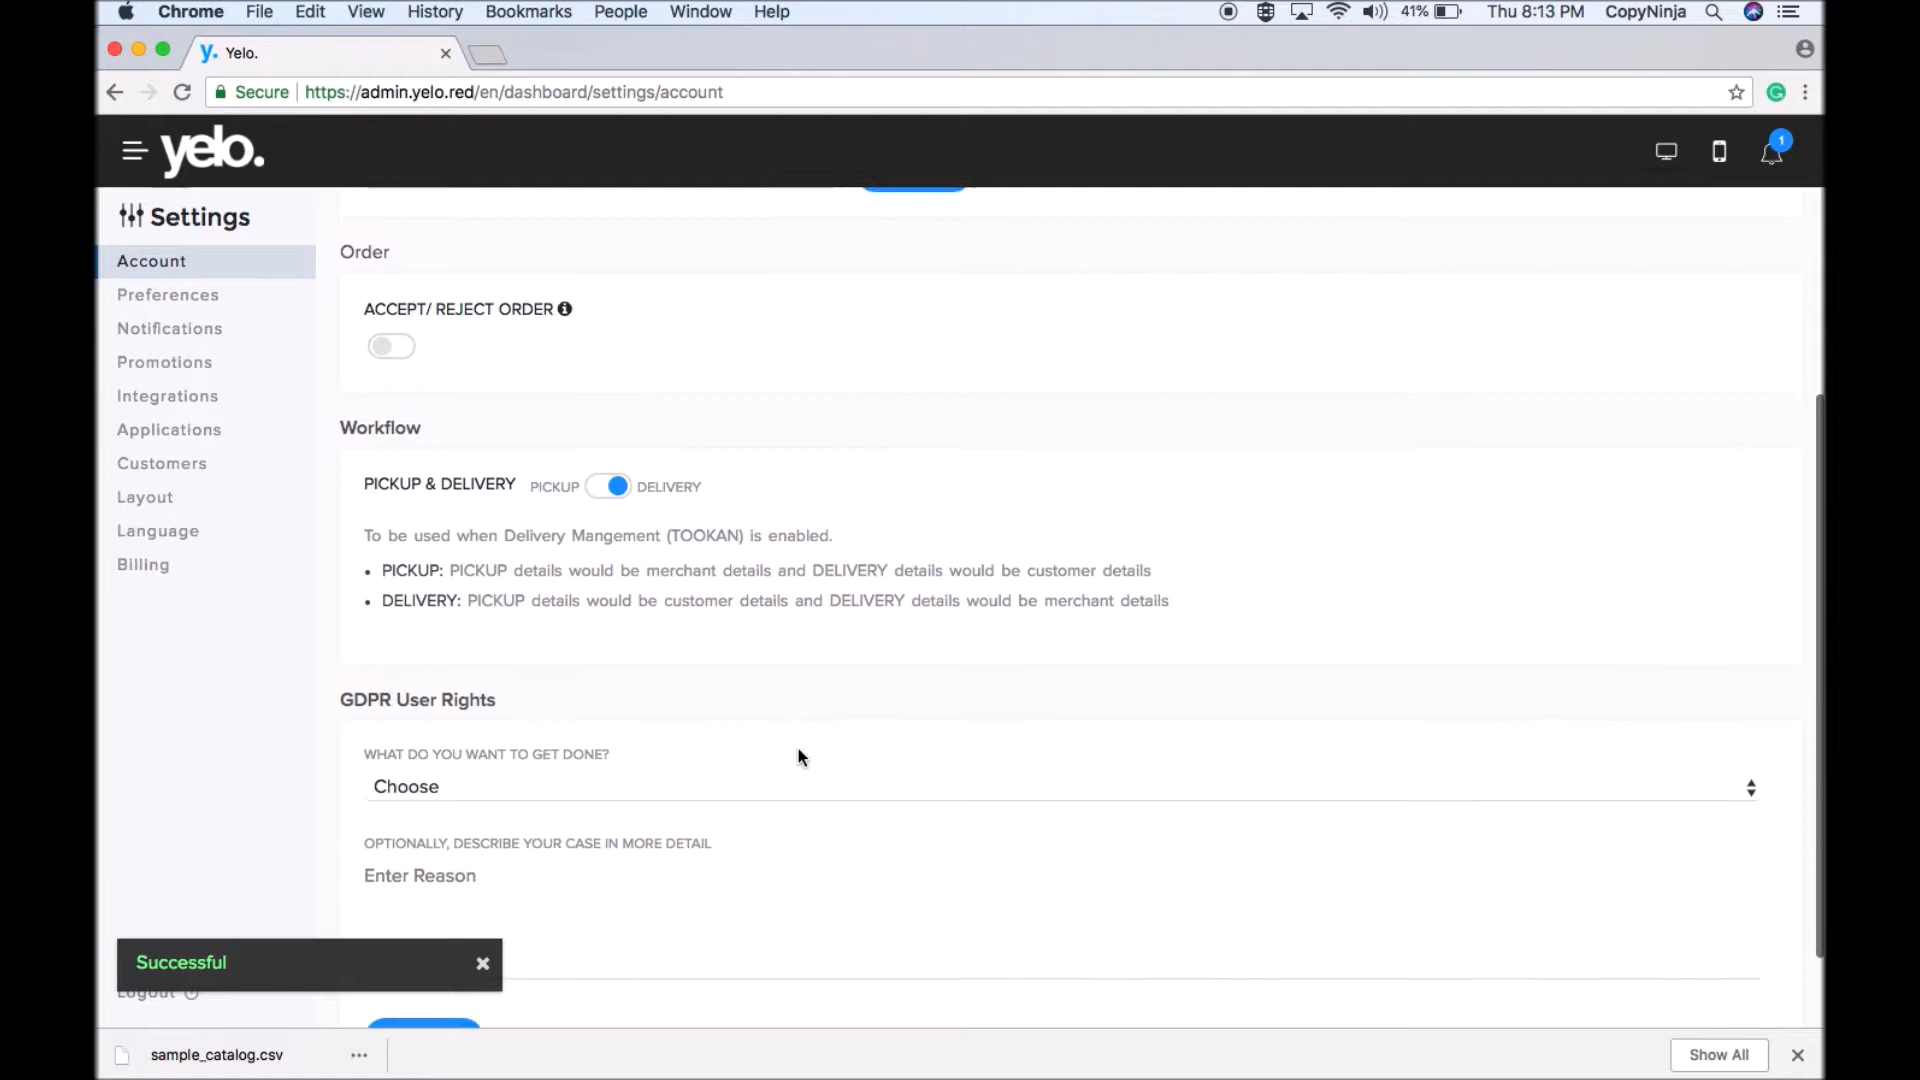 Chrome File Edit View History Bookmarks People Window Help 41% Thu 8:13 PM CopyNinja
y. Yelo.
Secure https://admin.yelo.red/en/dashboard/settings/account
yelo. 1
Settings
Account
Preferences
Notifications
Promotions
Integrations
Applications
Customers
Layout
Language
Billing
Logout
Order
ACCEPT/ REJECT ORDER
Workflow
PICKUP & DELIVERY PICKUP DELIVERY
To be used when Delivery Mangement (TOOKAN) is enabled.
• PICKUP: PICKUP details would be merchant details and DELIVERY details would be customer details
• DELIVERY: PICKUP details would be customer details and DELIVERY details would be merchant details
GDPR User Rights
WHAT DO YOU WANT TO GET DONE?
Choose
OPTIONALLY, DESCRIBE YOUR CASE IN MORE DETAIL
Enter Reason
Successful
sample_catalog.csv Show All